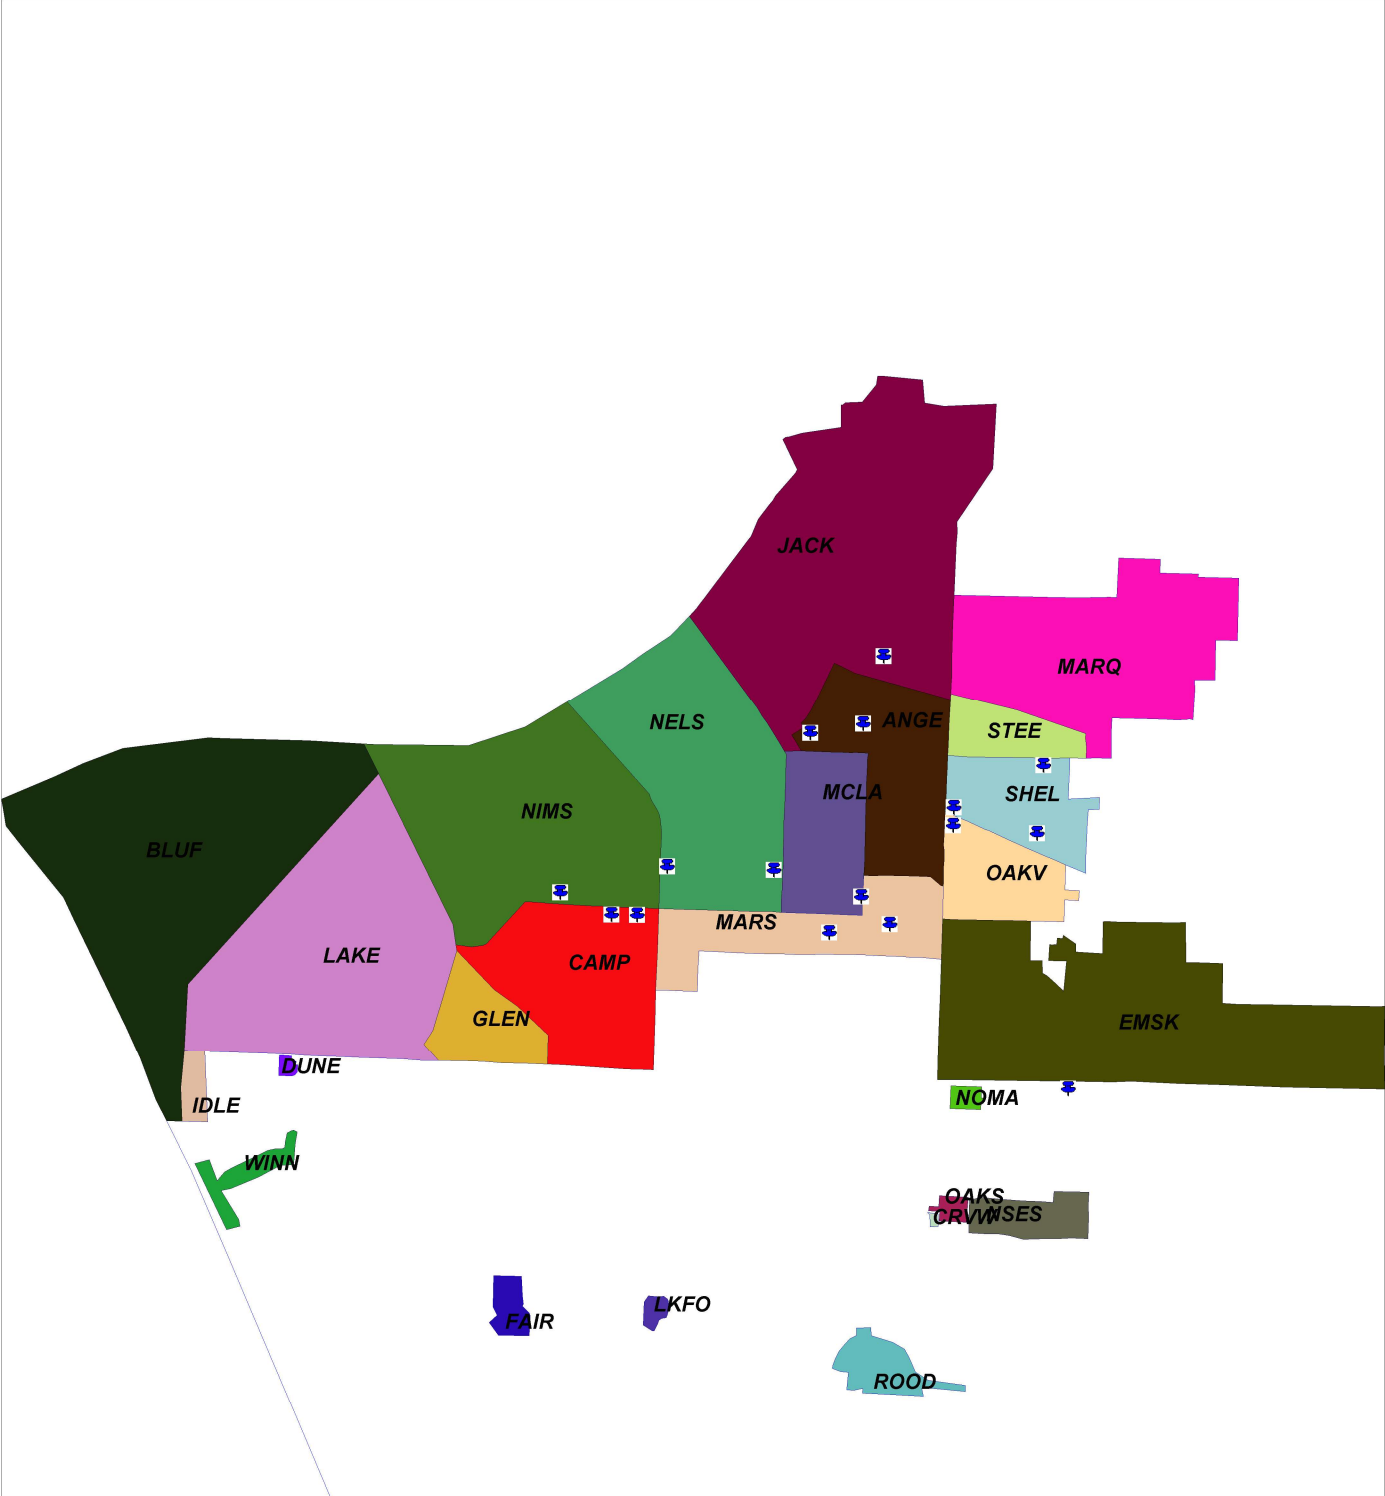 JACK
MARQ
NELS
ANGE
STEE
MCLA
SHEL
NIMS
BLUF
OAKV
MARS
LAKE
CAMP
GLEN
EMSK
DUNE
NOMA
IDLE
WINN
OAKS
CRVW
NSES
LKFO
FAIR
ROOD